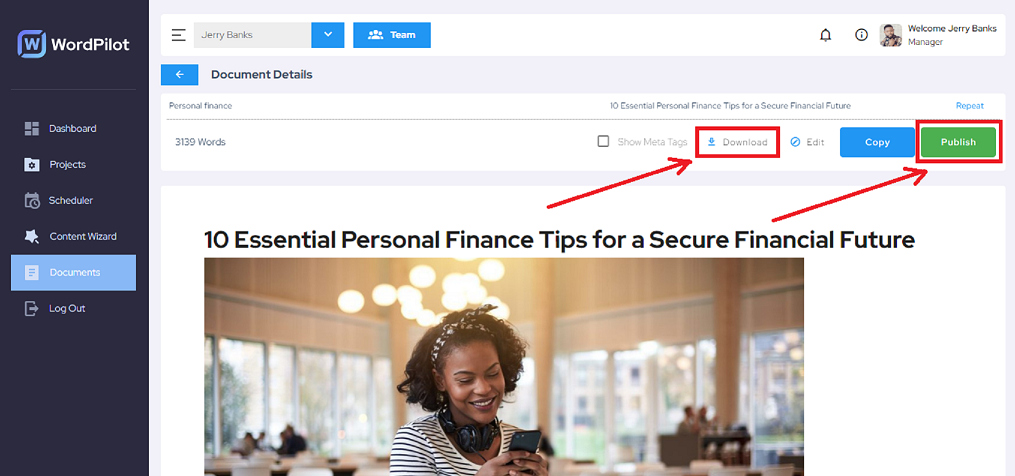 WordPilot
Dashboard
Projects
Scheduler
Content Wizard
Documents
Log Out
Jerry Banks
Team
Welcome Jerry Banks
Manager
Document Details
Personal finance
10 Essential Personal Finance Tips for a Secure Financial Future
Repeat
3139 Words
Show Meta Tags
Download
Edit
Copy
Publish
10 Essential Personal Finance Tips for a Secure Financial Future